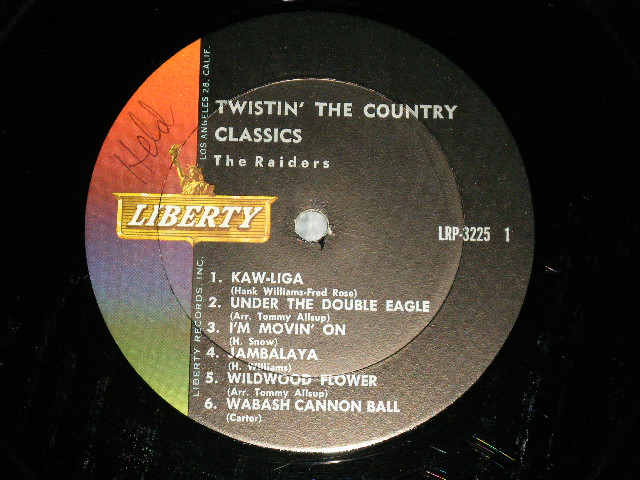 TWISTIN' THE COUNTRY
CLASSICS
The Raiders
Held
LOS ANGELES 28, CALIF.
LIBERTY
LIBERTY RECORDS INC.
LRP-3225 1
1. KAW-LIGA
(Hank Williams-Fred Rose)
2. UNDER THE DOUBLE EAGLE
(Arr. Tommy Allsup)
3. I'M MOVIN' ON
(H. Snow)
4. JAMBALAYA
(H. Williams)
5. WILDWOOD FLOWER
(Arr. Tommy Allsup)
6. WABASH CANNON BALL
(Carter)